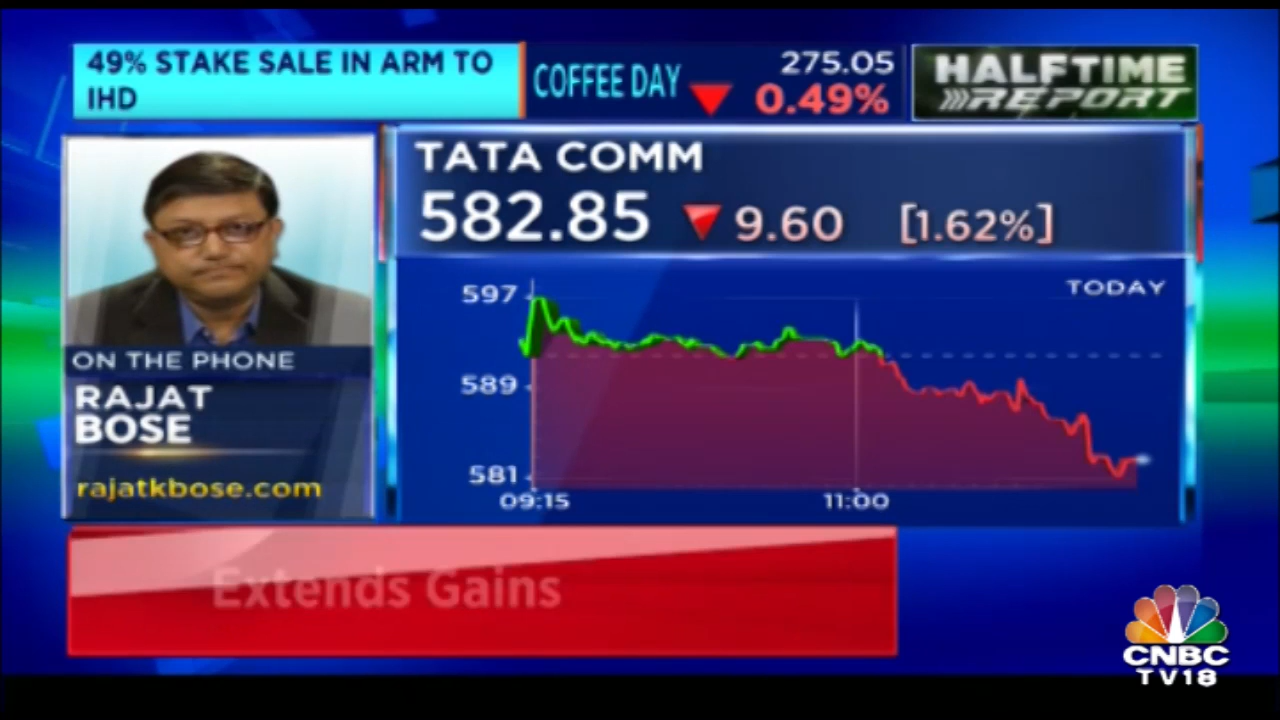 49% STAKE SALE IN ARM TO
IHD
COFFEE DAY
275.05
0.49%
HALFTIME
REPORT
TATA COMM
582.85 9.60 [1.62%]
TODAY
597
589
581
09:15 11:00
ON THE PHONE
RAJAT
BOSE
rajatkbose.com
Extends Gains
CNBC
TV18